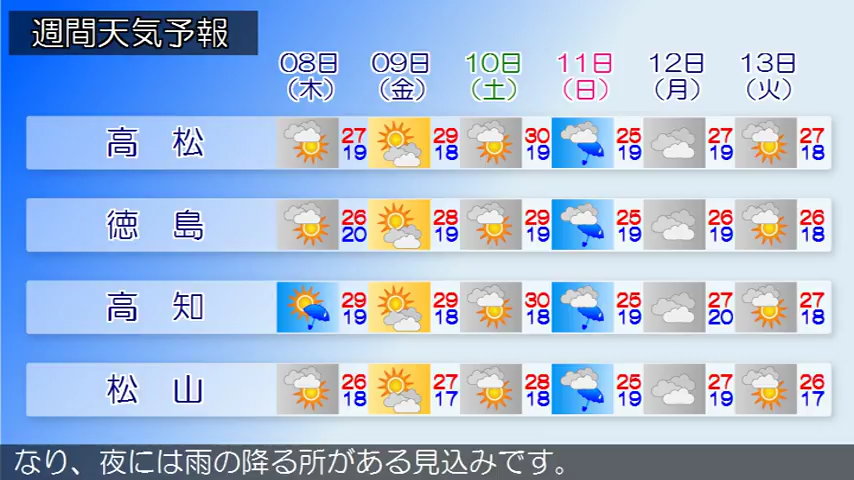 週間天気予報
08日 09日 10日 11日 12日 13日
(木) (金) (土) (日) (月) (火)
高松 27 29 30 25 27 27
19 18 19 19 19 18
徳島 26 28 29 25 26 26
20 19 19 19 19 18
高知 29 29 30 25 27 27
19 18 18 19 20 18
松山 26 27 28 25 27 26
18 17 18 19 19 17
なり、夜には雨の降る所がある見込みです。